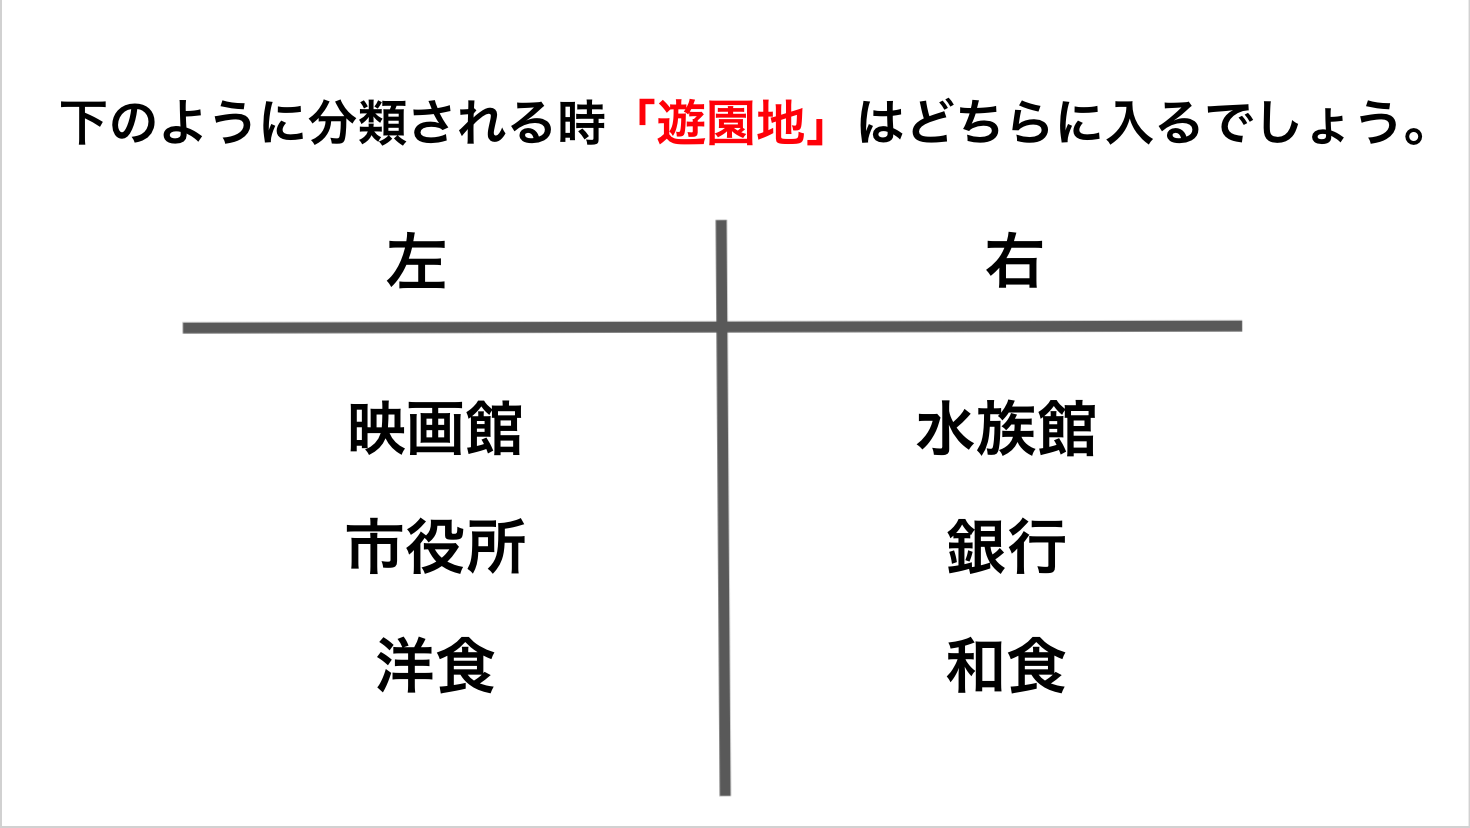 下のように分類される時「遊園地」はどちらに入るでしょう。
左 右
映画館 水族館
市役所 銀行
洋食 和食